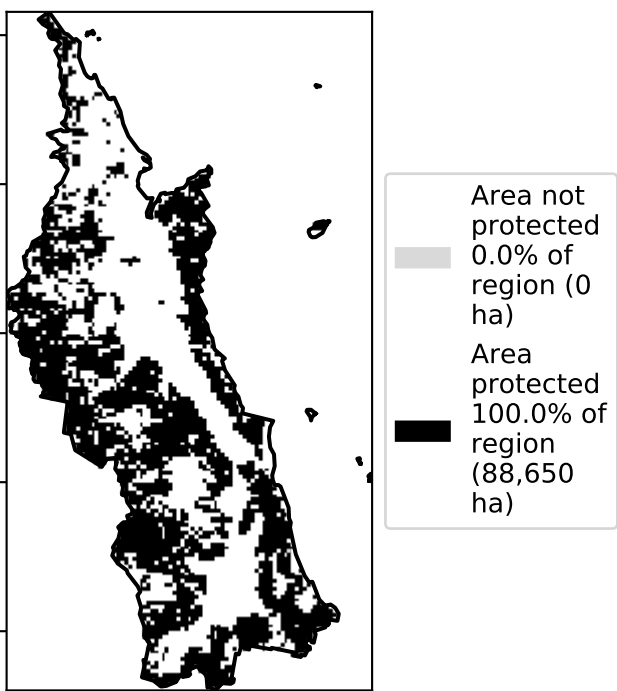 Area not
protected
0.0% of
region (0
ha)
Area
protected
100.0% of
region
(88,650
ha)